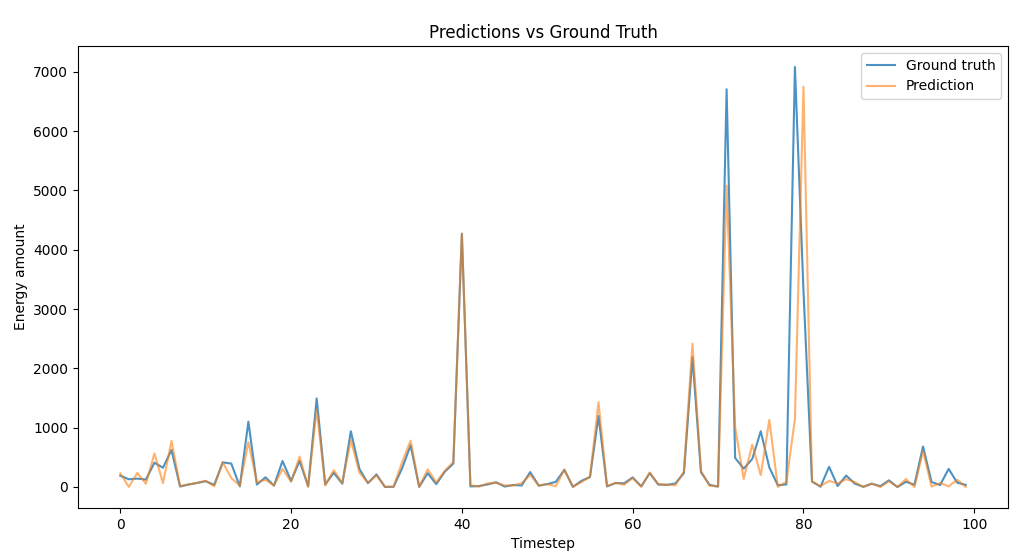 Predictions vs Ground Truth
Ground truth
Prediction
7000
6000
5000
4000
3000
2000
1000
0
Energy amount
0 20 40 60 80 100
Timestep